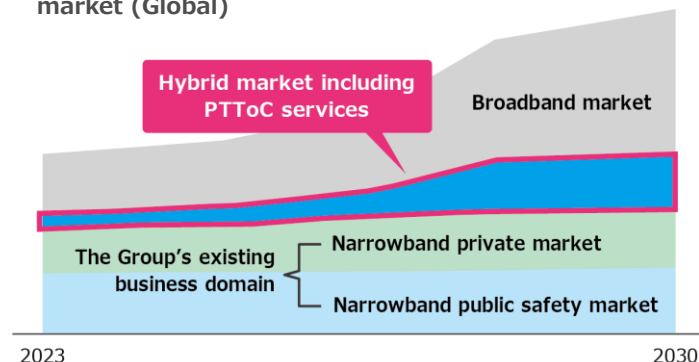 market (Global)
Hybrid market including
PTToC services
Broadband market
The Group's existing
business domain
Narrowband private market
Narrowband public safety market
2023
2030